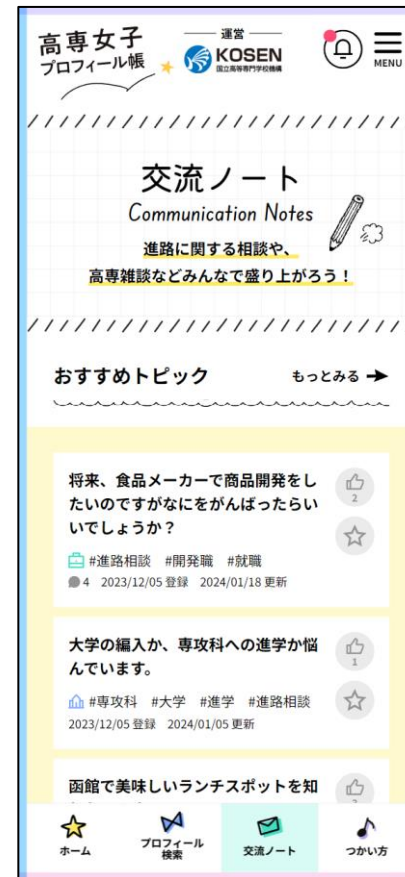 高専女子
プロフィール帳
運営
KOSEN
国立高等専門学校機構
MENU
交流ノート
Communication Notes
進路に関する相談や、
高専雑談などみんなで盛り上がろう!
おすすめトピック
もっとみる
将来、食品メーカーで商品開発をし
たいのですがなにをがんばったらい
いでしょうか?
2
#進路相談 #開発職 #就職
4 2023/12/05 登録 2024/01/18 更新
大学の編入か、専攻科への進学か悩
んでいます。
1
#専攻科 #大学 #進学 #進路相談
2023/12/05 登録 2024/01/05 更新
函館で美味しいランチスポットを知
ホーム
プロフィール
検索
交流ノート
つかい方